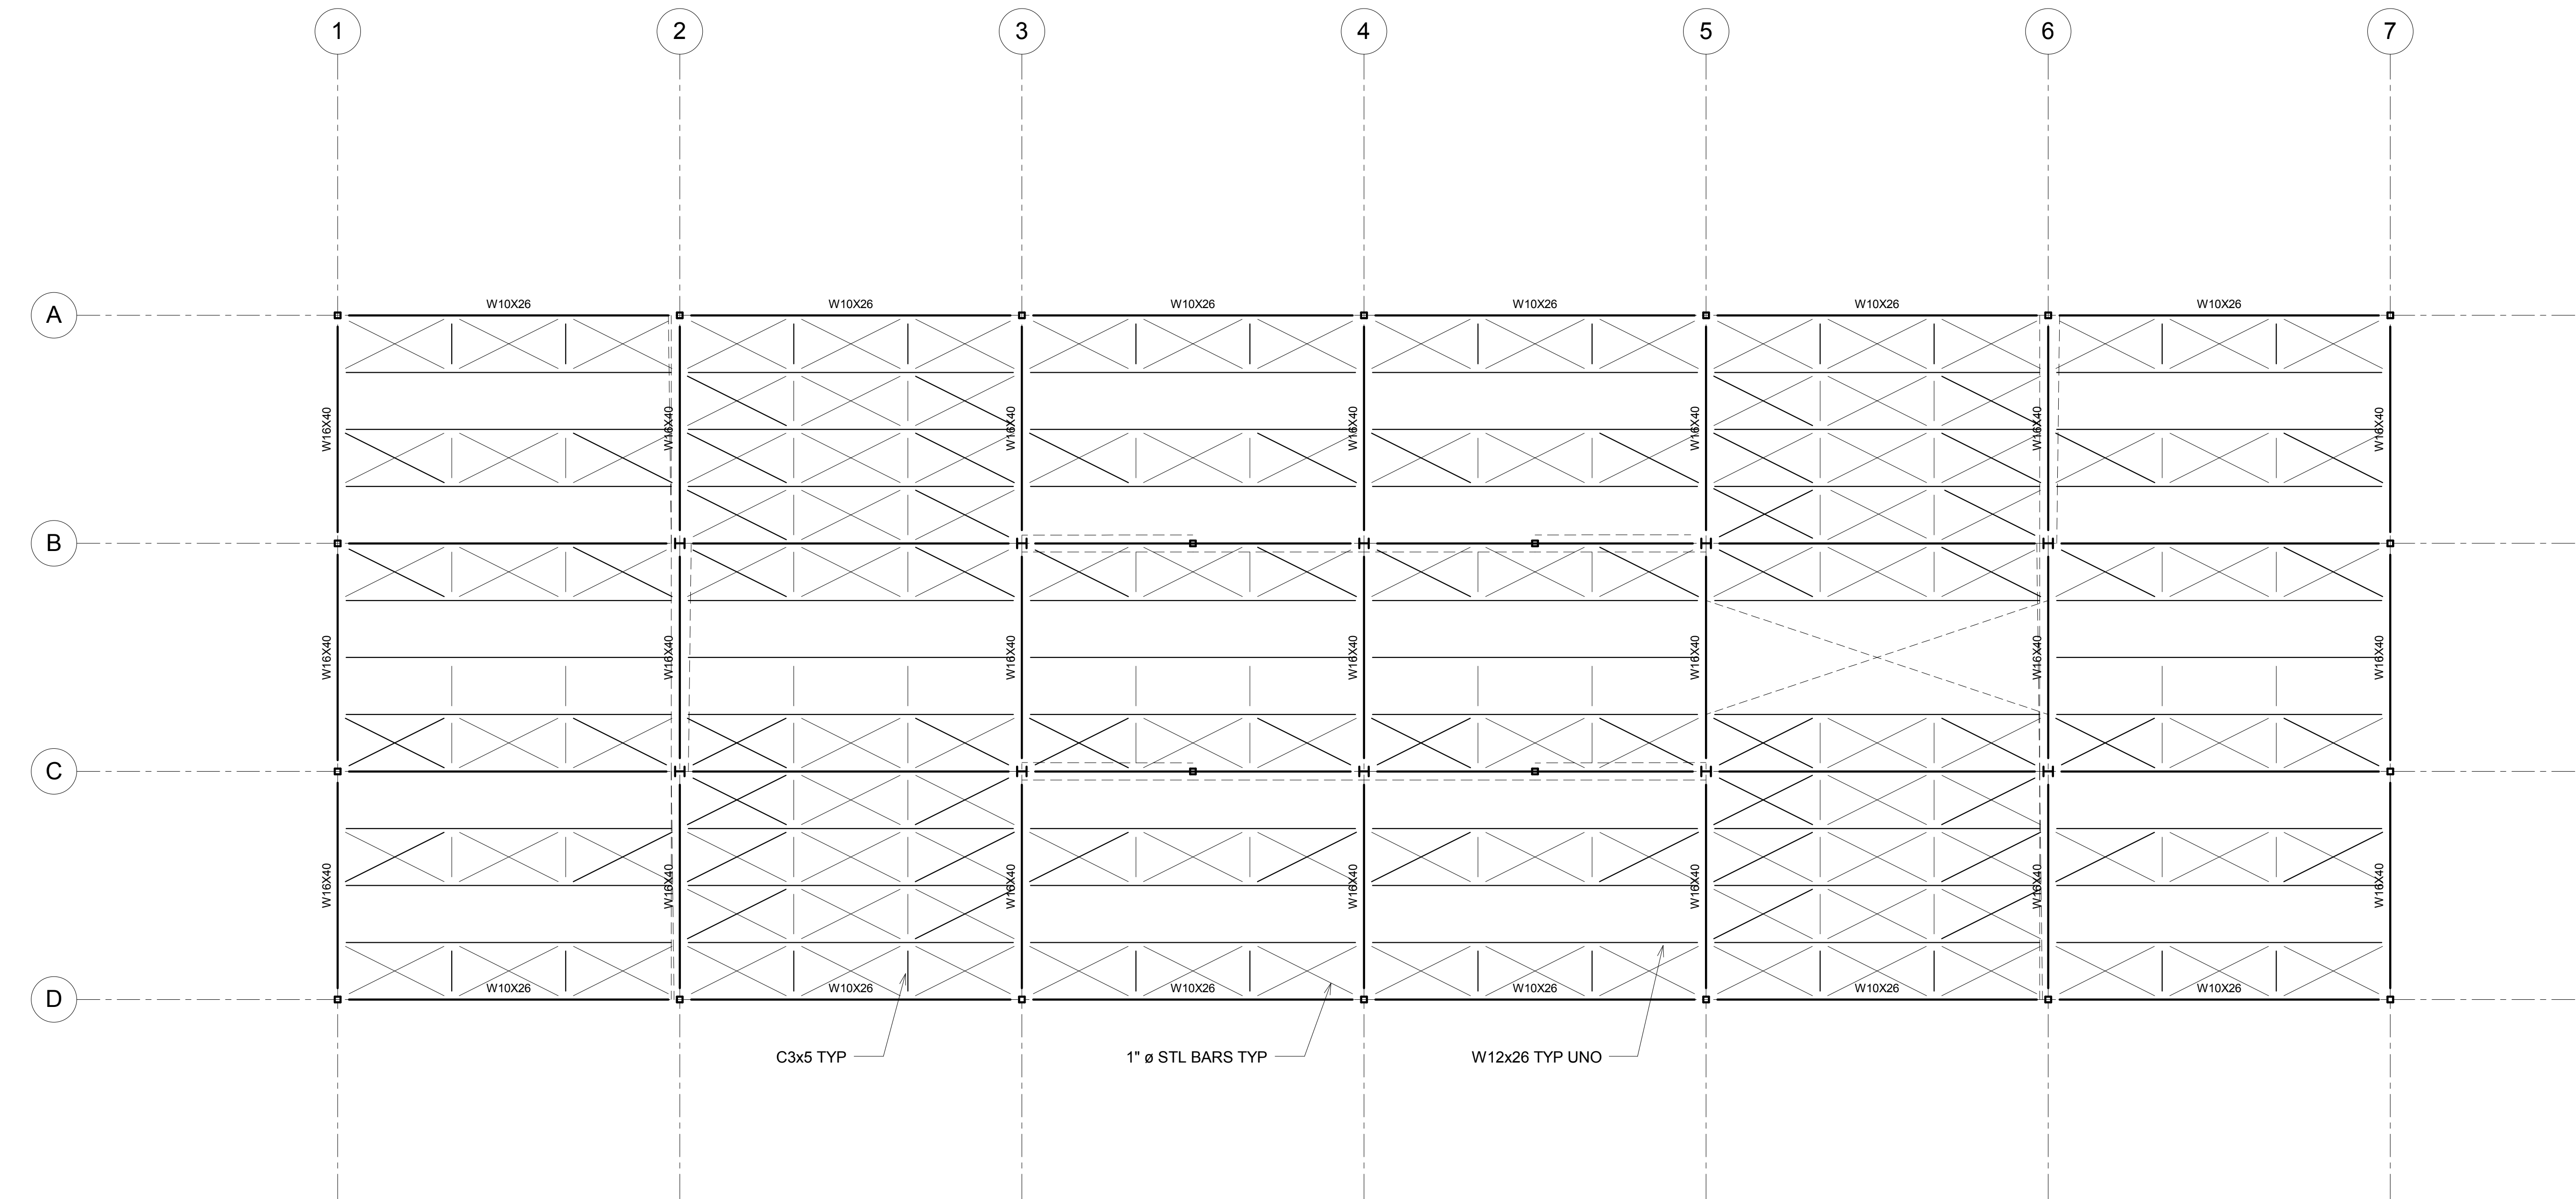 1 2 3 4 5 6 7
A
W10X26 W10X26 W10X26 W10X26 W10X26 W10X26
W16X40 W16X40 W16X40 W16X40 W16X40 W16X40 W16X40
B
W16X40 W16X40 W16X40 W16X40 W16X40 W16X40 W16X40
C
W16X40 W16X40 W16X40 W16X40 W16X40 W16X40 W16X40
W10X26 W10X26 W10X26 W10X26 W10X26 W10X26
D
C3x5 TYP 1" ø STL BARS TYP W12x26 TYP UNO